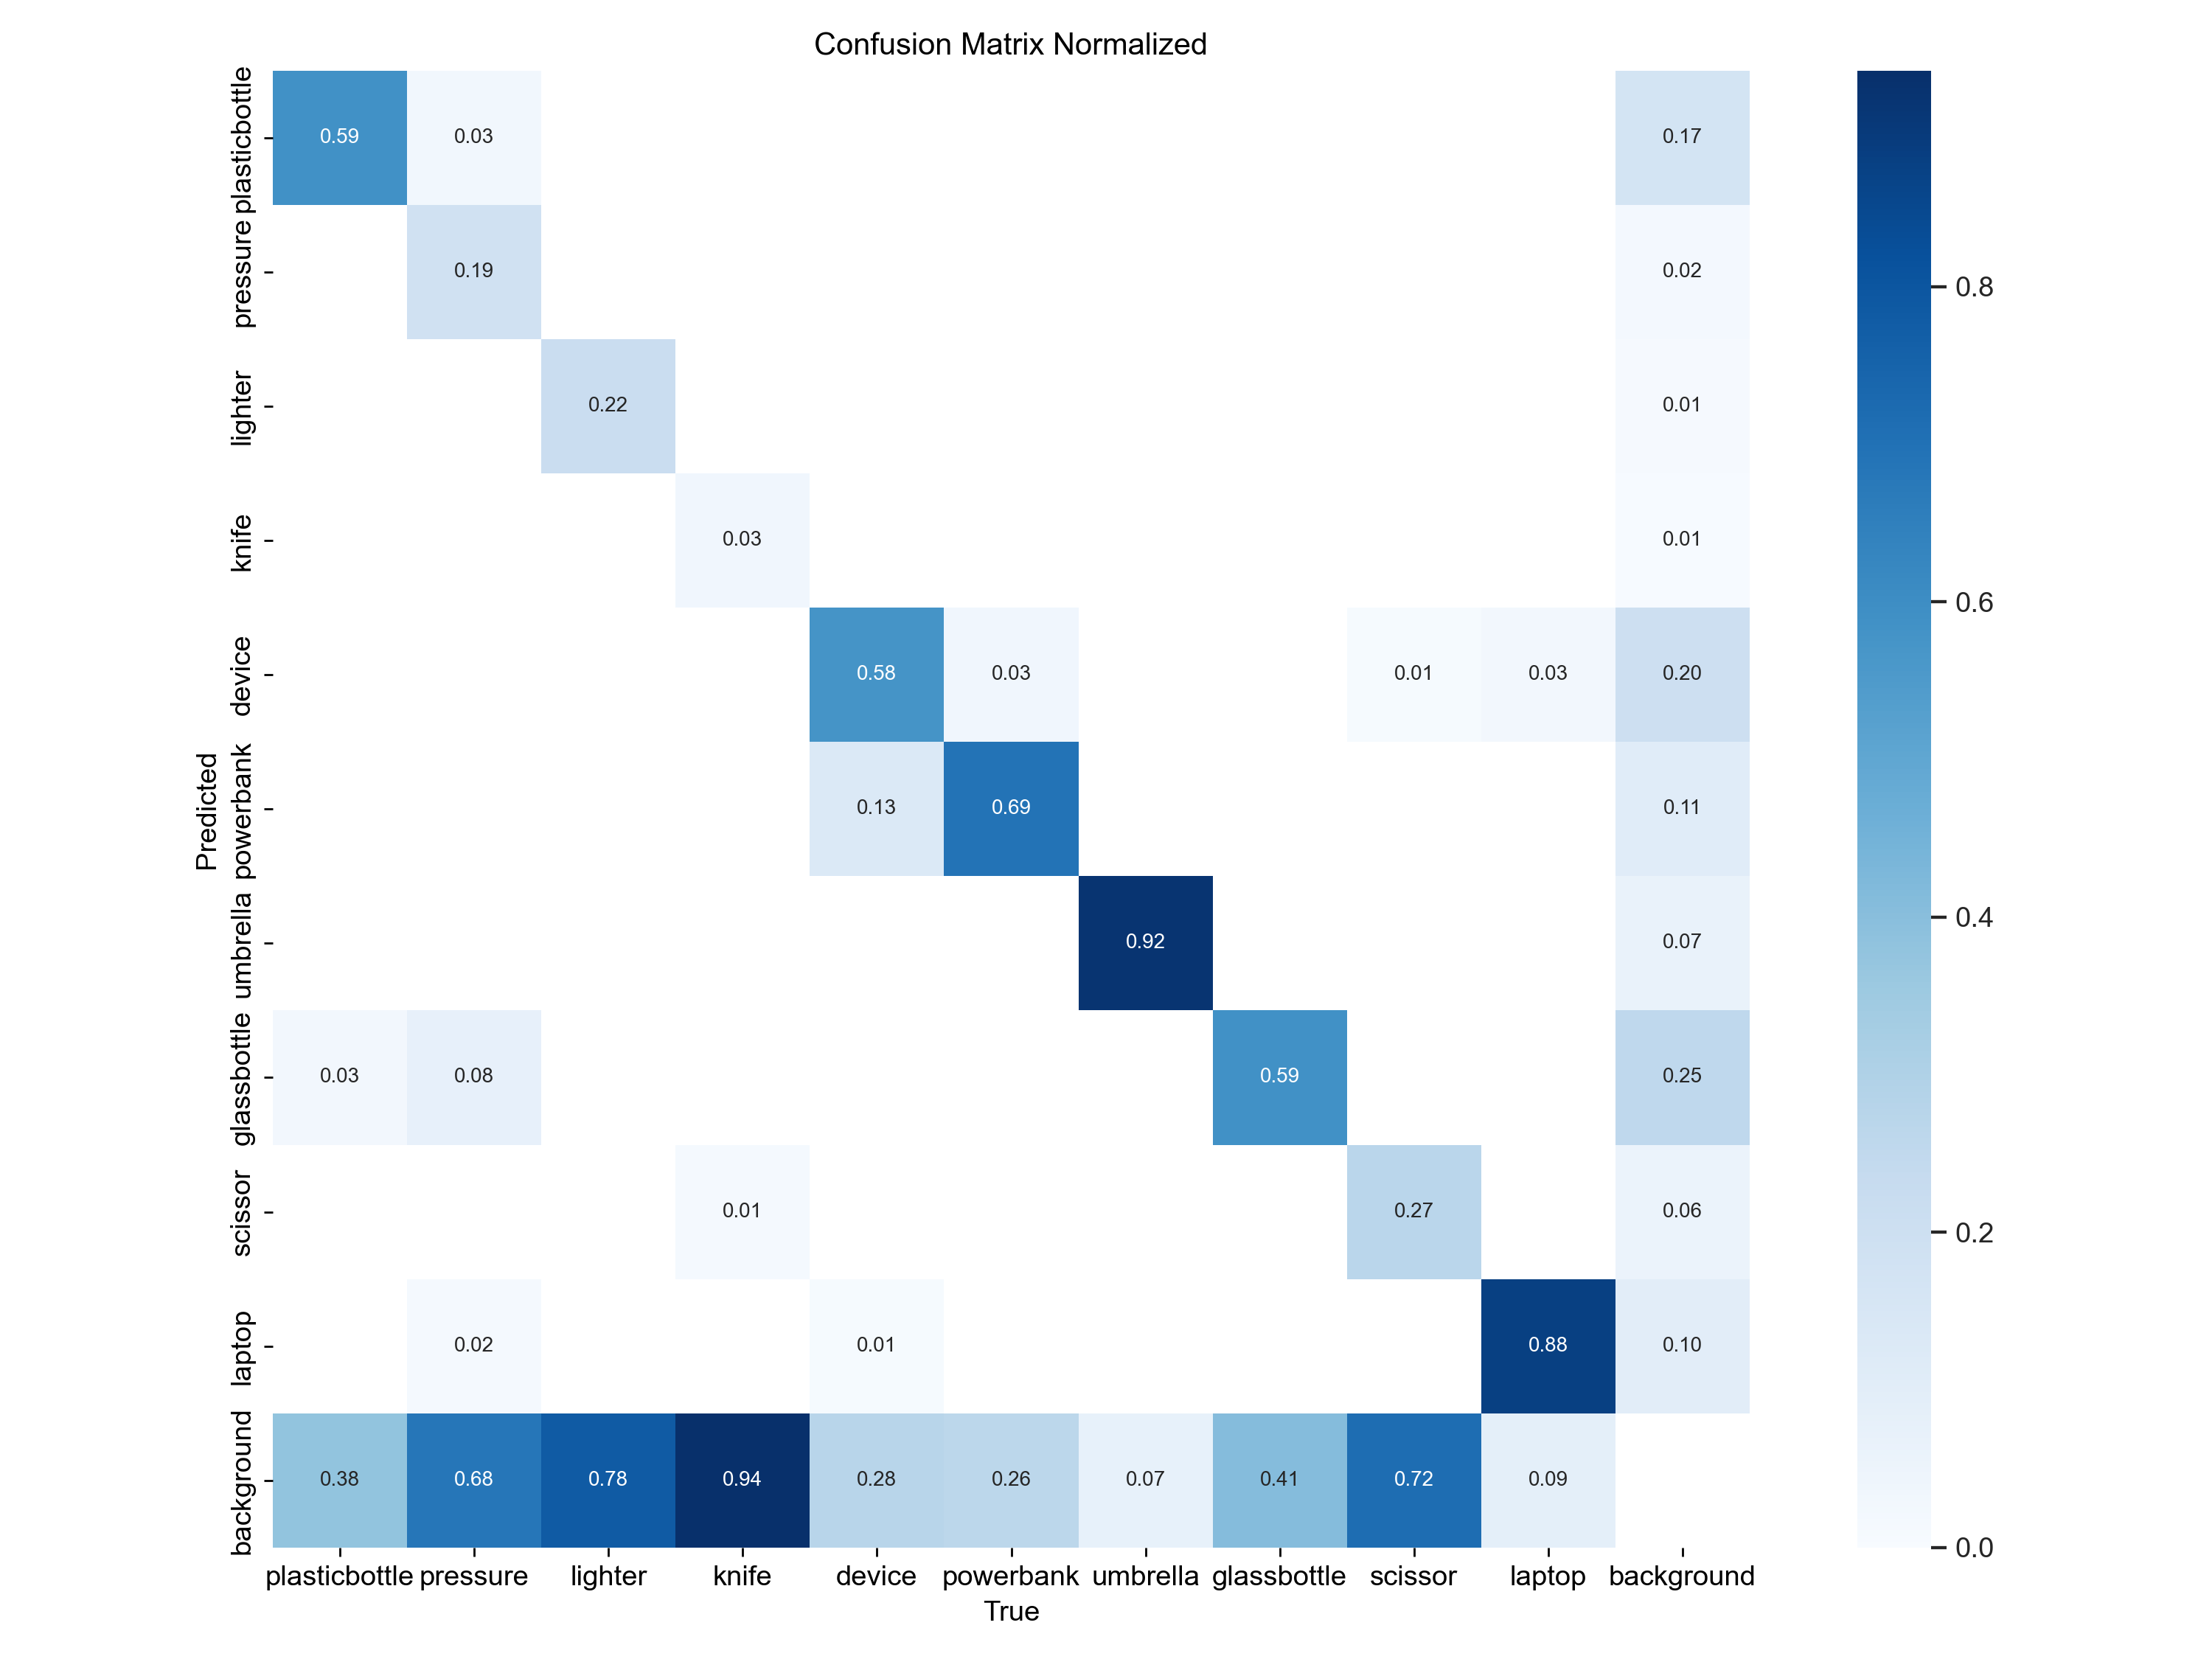 Confusion Matrix Normalized
plasticbottle 0.59 0.03 0.17
pressure 0.19 0.02
lighter 0.22 0.01
knife 0.03 0.01
device 0.58 0.03 0.01 0.03 0.20
powerbank 0.13 0.69 0.11
umbrella 0.92 0.07
glassbottle 0.03 0.08 0.59 0.25
scissor 0.01 0.27 0.06
laptop 0.02 0.01 0.88 0.10
background 0.38 0.68 0.78 0.94 0.28 0.26 0.07 0.41 0.72 0.09
Predicted
plasticbottle pressure lighter knife device powerbank umbrella glassbottle scissor laptop background
True
0.8
0.6
0.4
0.2
0.0